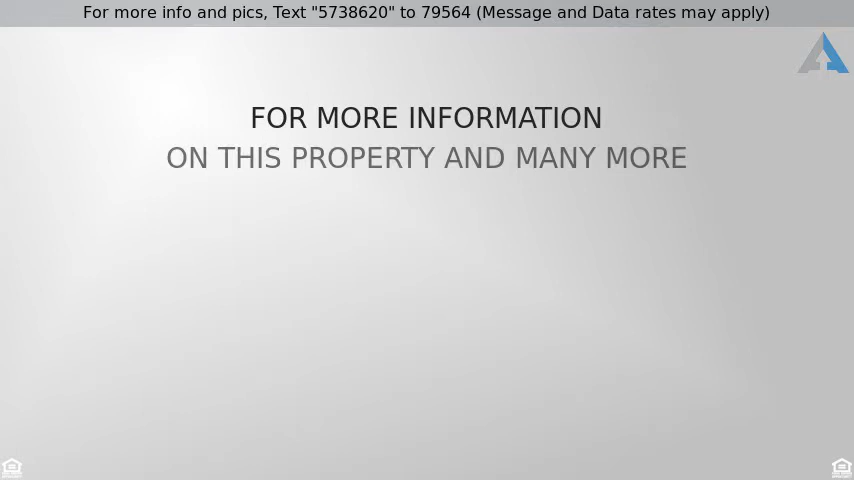 For more info and pics, Text "5738620" to 79564 (Message and Data rates may apply)
FOR MORE INFORMATION
ON THIS PROPERTY AND MANY MORE